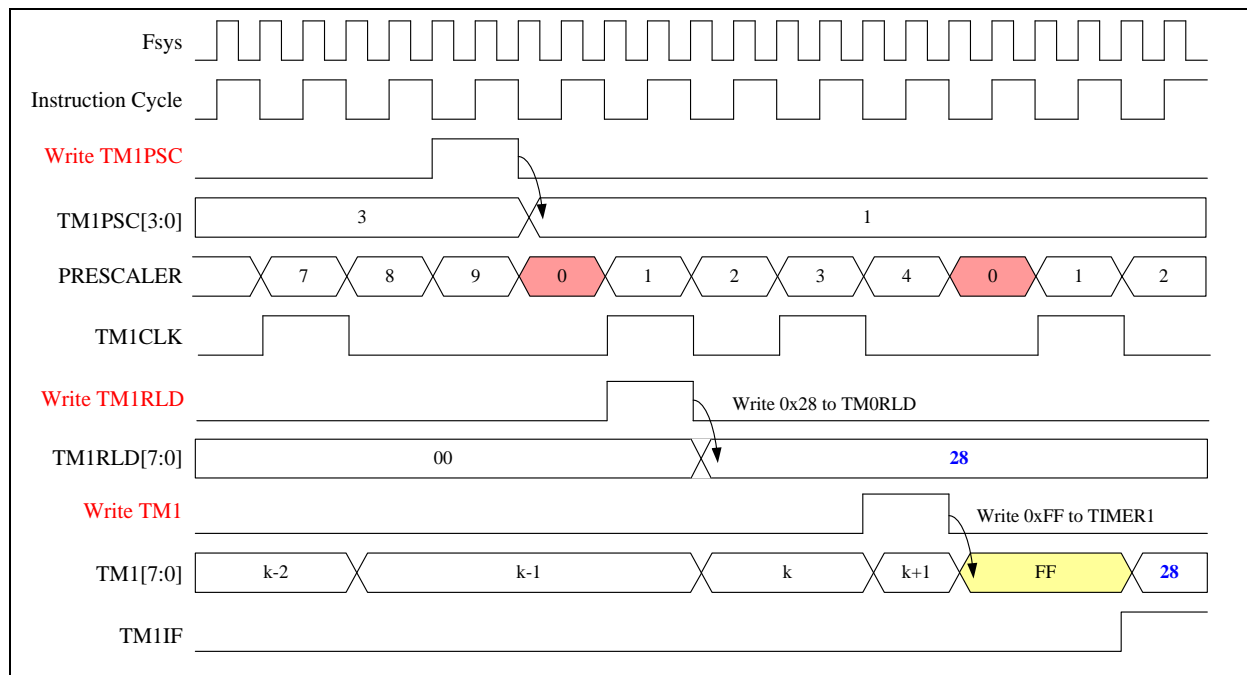 Fsys
Instruction Cycle
Write TM1PSC
TM1PSC[3:0] 3 1
PRESCALER 7 8 9 0 1 2 3 4 0 1 2
TM1CLK
Write TM1RLD Write 0x28 to TM0RLD
TM1RLD[7:0] 00 28
Write TM1 Write 0xFF to TIMER1
TM1[7:0] k-2 k-1 k k+1 FF 28
TM1IF